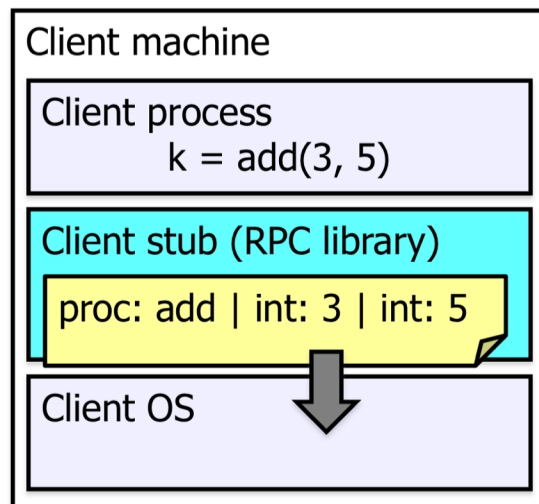 Client machine
Client process
k = add(3, 5)
Client stub (RPC library)
proc: add | int: 3 | int: 5
Client OS